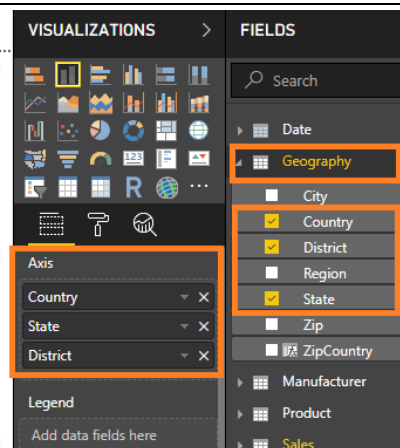 VISUALIZATIONS >
...
123
R ...
Axis
Country
State
District
Legend
Add data fields here
FIELDS
Search
Date
Geography
City
Country
District
Region
State
Zip
ZipCountry
Manufacturer
Product
Sales